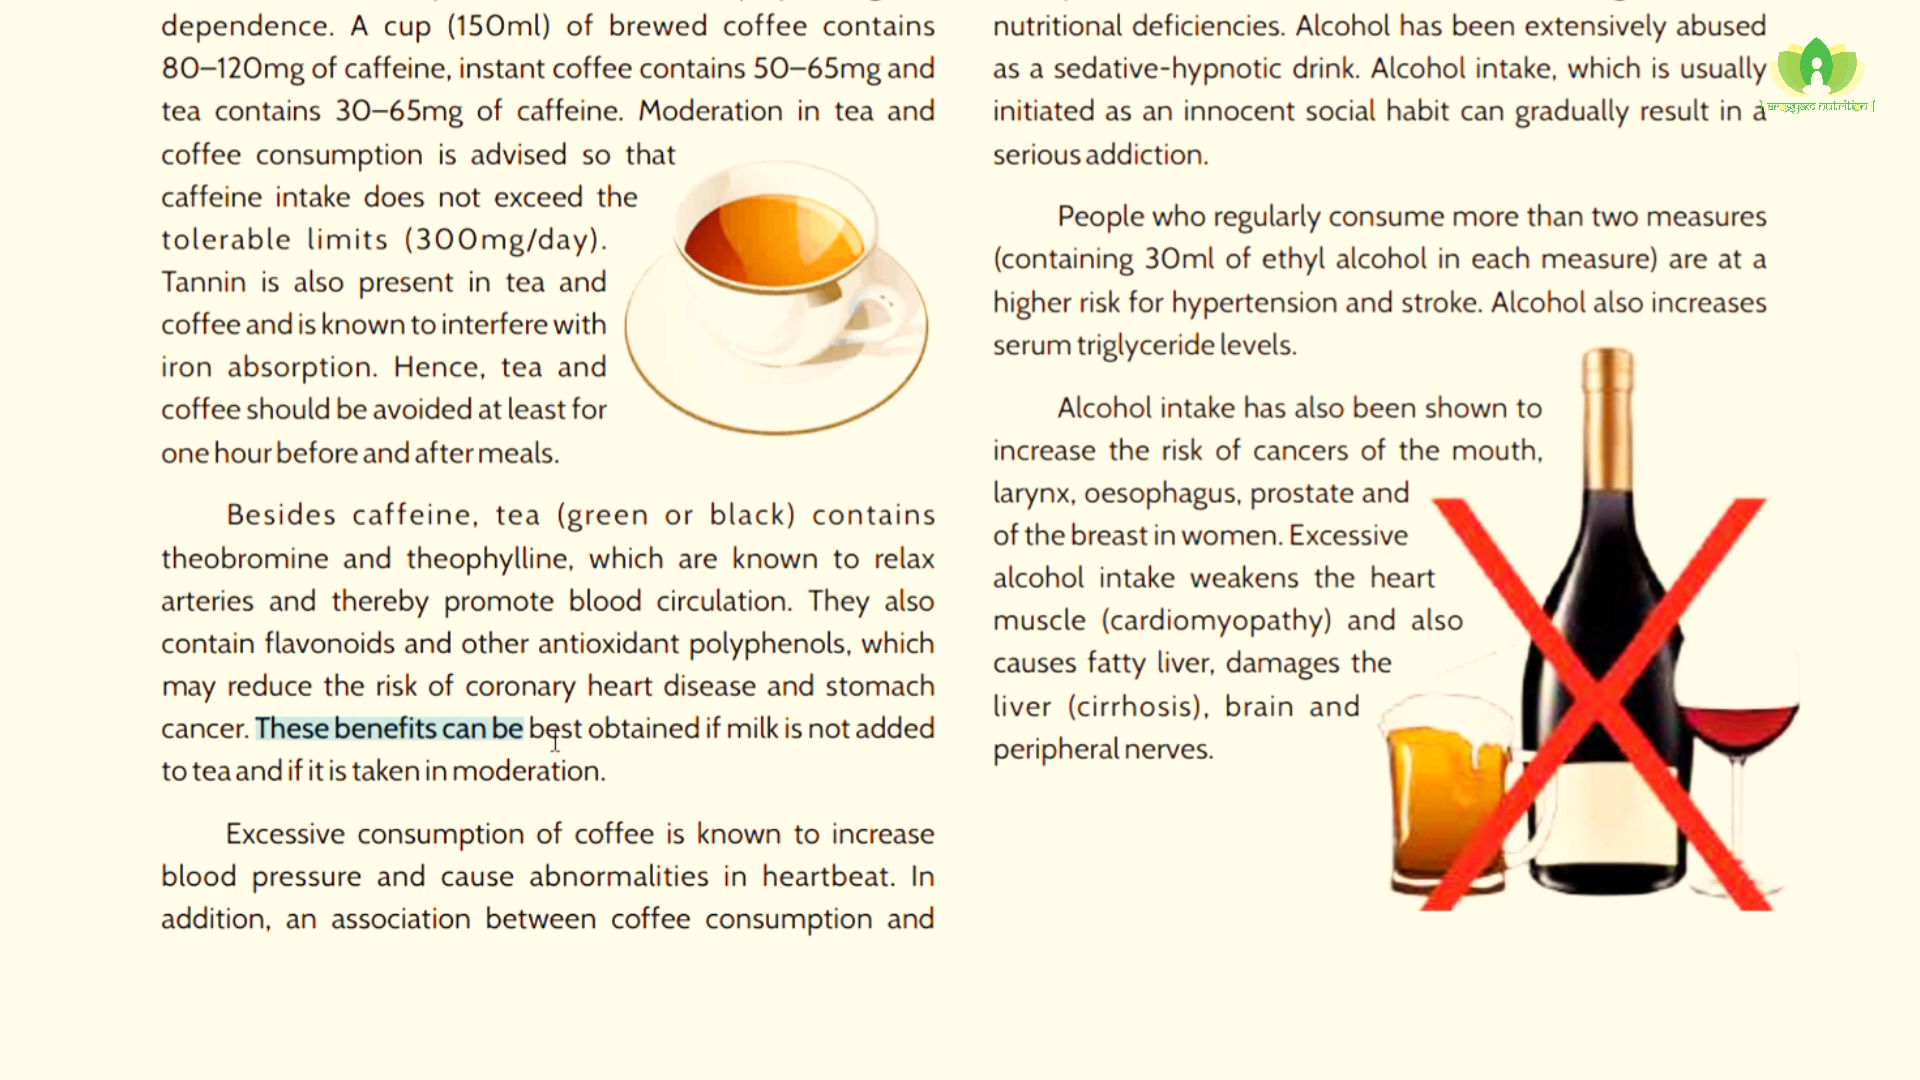 dependence. A cup (150ml) of brewed coffee contains
80–120mg of caffeine, instant coffee contains 50–65mg and
tea contains 30–65mg of caffeine. Moderation in tea and
coffee consumption is advised so that
caffeine intake does not exceed the
tolerable limits (300mg/day).
Tannin is also present in tea and
coffee and is known to interfere with
iron absorption. Hence, tea and
coffee should be avoided at least for
one hour before and after meals.
Besides caffeine, tea (green or black) contains
theobromine and theophylline, which are known to relax
arteries and thereby promote blood circulation. They also
contain flavonoids and other antioxidant polyphenols, which
may reduce the risk of coronary heart disease and stomach
cancer. These benefits can be best obtained if milk is not added
to tea and if it is taken in moderation.
Excessive consumption of coffee is known to increase
blood pressure and cause abnormalities in heartbeat. In
addition, an association between coffee consumption and
nutritional deficiencies. Alcohol has been extensively abused
as a sedative-hypnotic drink. Alcohol intake, which is usually
initiated as an innocent social habit can gradually result in a
serious addiction.
People who regularly consume more than two measures
(containing 30ml of ethyl alcohol in each measure) are at a
higher risk for hypertension and stroke. Alcohol also increases
serum triglyceride levels.
Alcohol intake has also been shown to
increase the risk of cancers of the mouth,
larynx, oesophagus, prostate and
of the breast in women. Excessive
alcohol intake weakens the heart
muscle (cardiomyopathy) and also
causes fatty liver, damages the
liver (cirrhosis), brain and
peripheral nerves.
nutrition